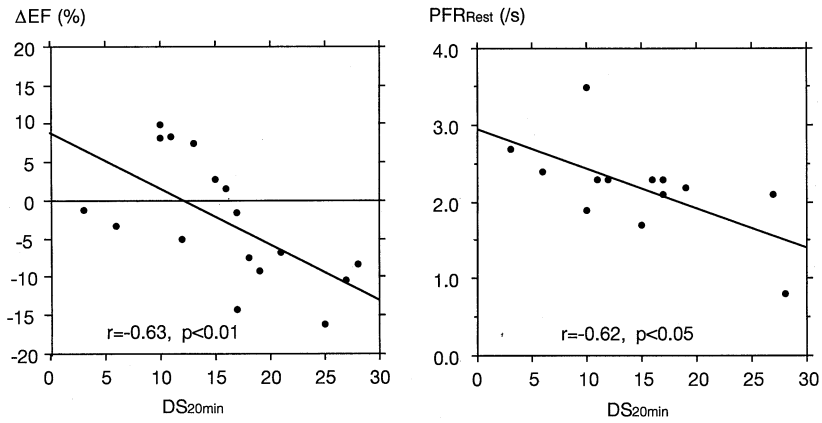 ΔEF (%)
20
15
10
5
0
-5
-10
-15
-20
r=-0.63, p<0.01
0 5 10 15 20 25 30
DS20min
PFRRest (/s)
4.0
3.0
2.0
1.0
0.0
r=-0.62, p<0.05
0 5 10 15 20 25 30
DS20min